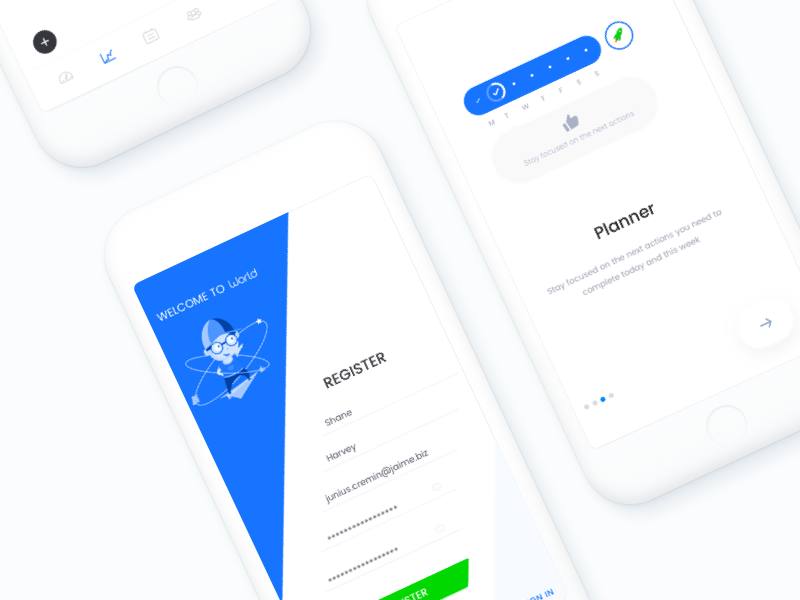 M T W T F S S
Stay focused on the next actions
Planner
Stay focused on the next actions you need to
complete today and this week
WELCOME TO World
REGISTER
Shane
Harvey
junius.cremin@jaime.biz